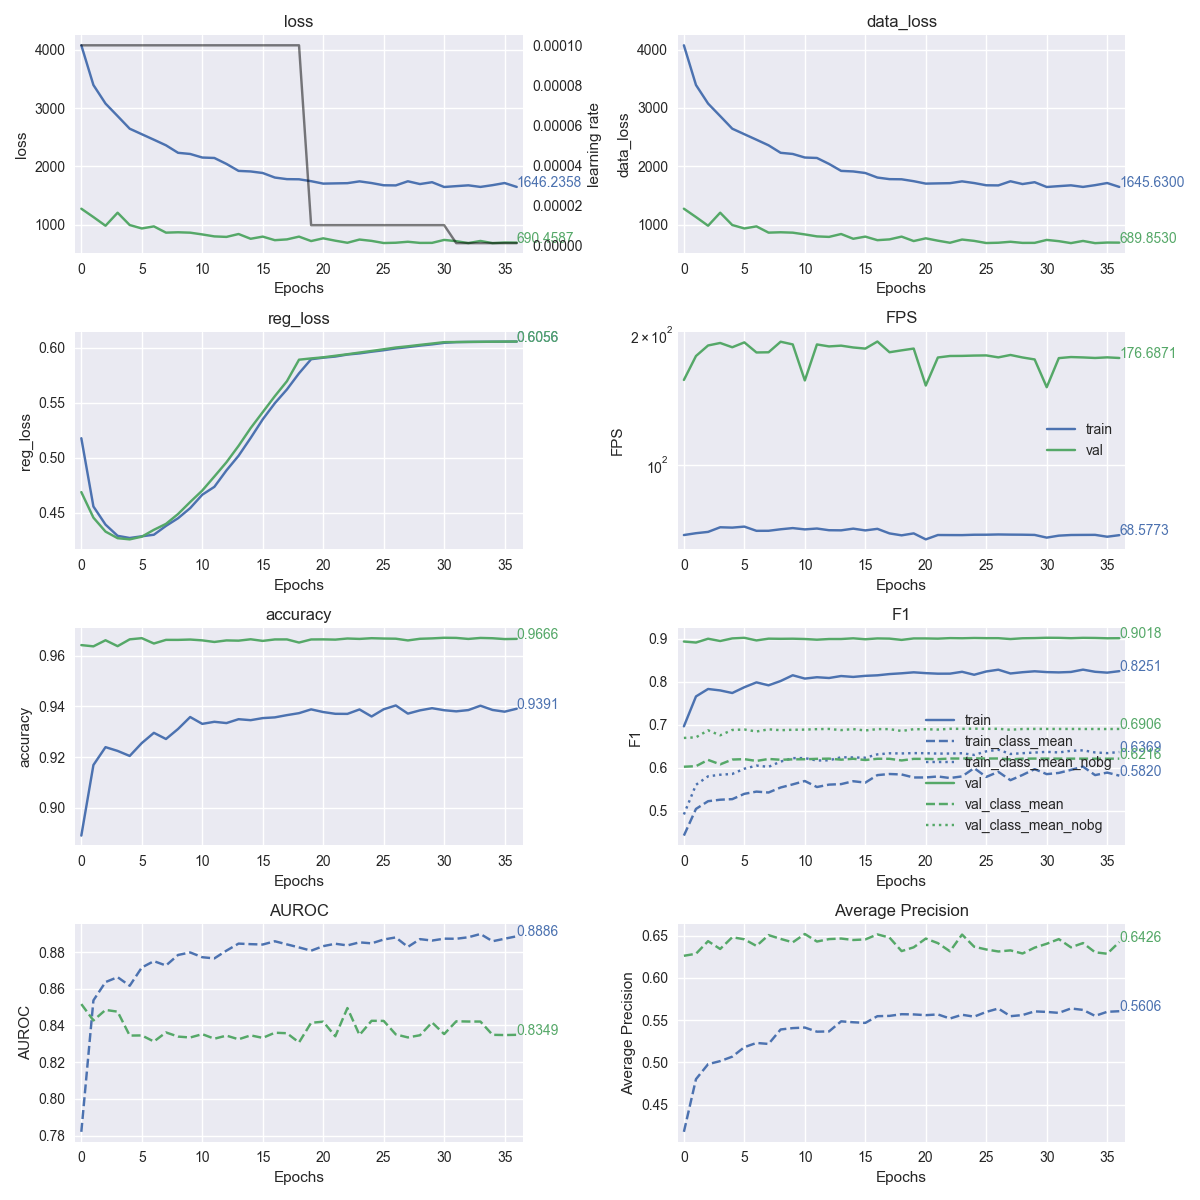 loss
loss
4000
3000
2000
1000
0.00010
0.00008
0.00006
0.00004
0.00002
0.00000
learning rate
1646.2358
690.4587
0 5 10 15 20 25 30 35
Epochs
data_loss
data_loss
4000
3000
2000
1000
1645.6300
689.8530
0 5 10 15 20 25 30 35
Epochs
reg_loss
reg_loss
0.60
0.55
0.50
0.45
0.6056
0 5 10 15 20 25 30 35
Epochs
FPS
FPS
2 × 10²
10²
176.6871
train
val
68.5773
0 5 10 15 20 25 30 35
Epochs
accuracy
accuracy
0.96
0.94
0.92
0.90
0.9666
0.9391
0 5 10 15 20 25 30 35
Epochs
F1
F1
0.9
0.8
0.7
0.6
0.5
0.9018
0.8251
0.6906
0.6369
0.6216
0.5820
train
train_class_mean
train_class_mean_nobg
val
val_class_mean
val_class_mean_nobg
0 5 10 15 20 25 30 35
Epochs
AUROC
AUROC
0.88
0.86
0.84
0.82
0.80
0.78
0.8886
0.8349
0 5 10 15 20 25 30 35
Epochs
Average Precision
Average Precision
0.65
0.60
0.55
0.50
0.45
0.6426
0.5606
0 5 10 15 20 25 30 35
Epochs